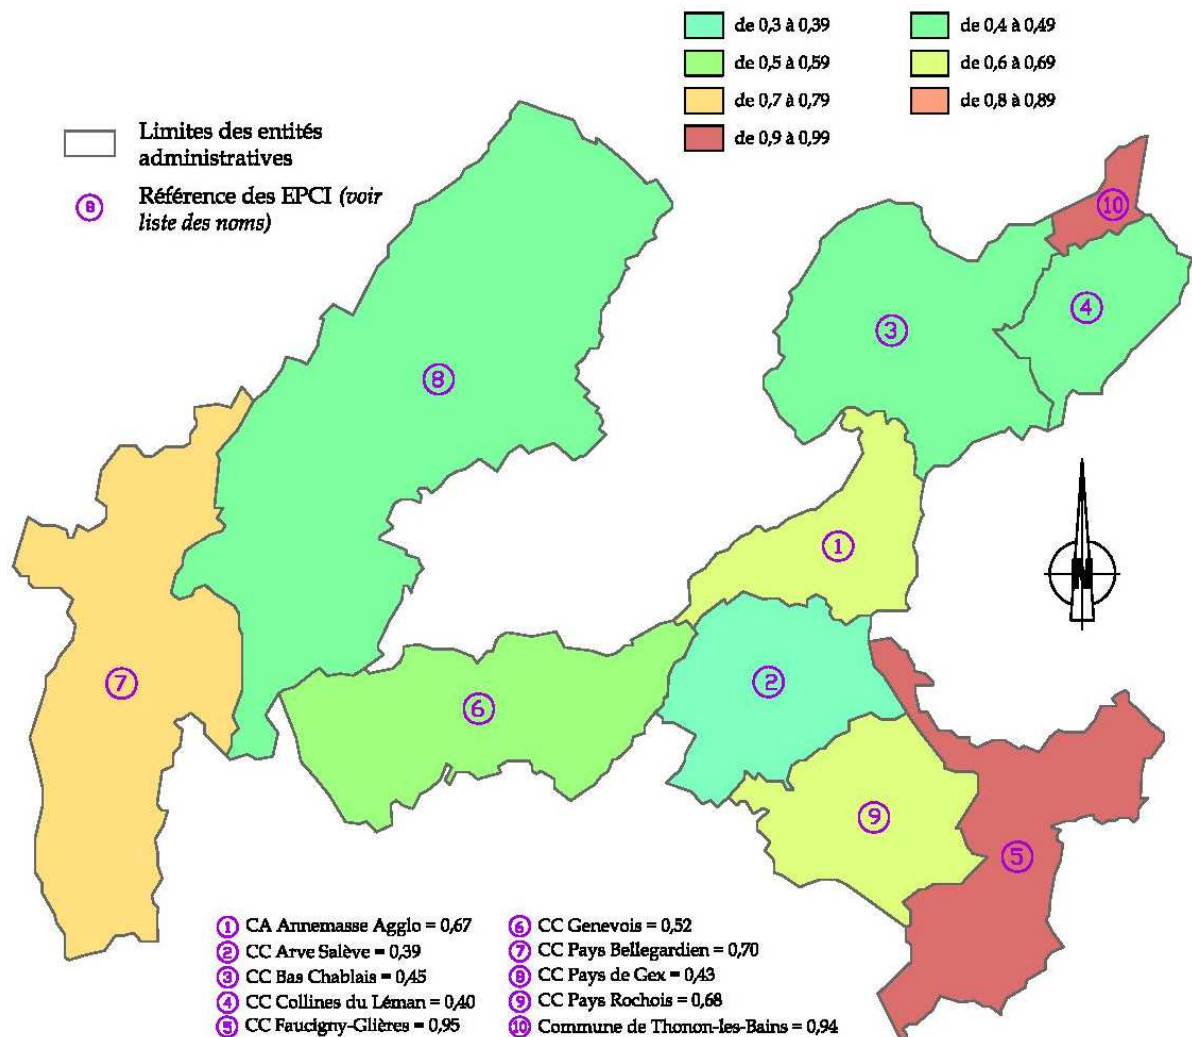 de 0,3 à 0,39
de 0,4 à 0,49
de 0,5 à 0,59
de 0,6 à 0,69
de 0,7 à 0,79
de 0,8 à 0,89
de 0,9 à 0,99
Limites des entités
administratives
8 Référence des EPCI (voir
liste des noms)
10
4
3
8
1
N
7
2
6
9
5
1 CA Annemasse Agglo = 0,67
2 CC Arve Salève = 0,39
3 CC Bas Chablais = 0,45
4 CC Collines du Léman = 0,40
5 CC Faucigny-Glières = 0,95
6 CC Genevois = 0,52
7 CC Pays Bellegardien = 0,70
8 CC Pays de Gex = 0,43
9 CC Pays Rochois = 0,68
10 Commune de Thonon-les-Bains = 0,94